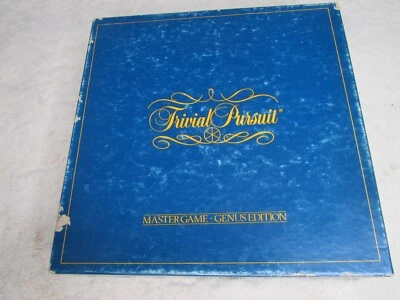 Trivial Pursuit®
MASTER GAME - GENUS EDITION